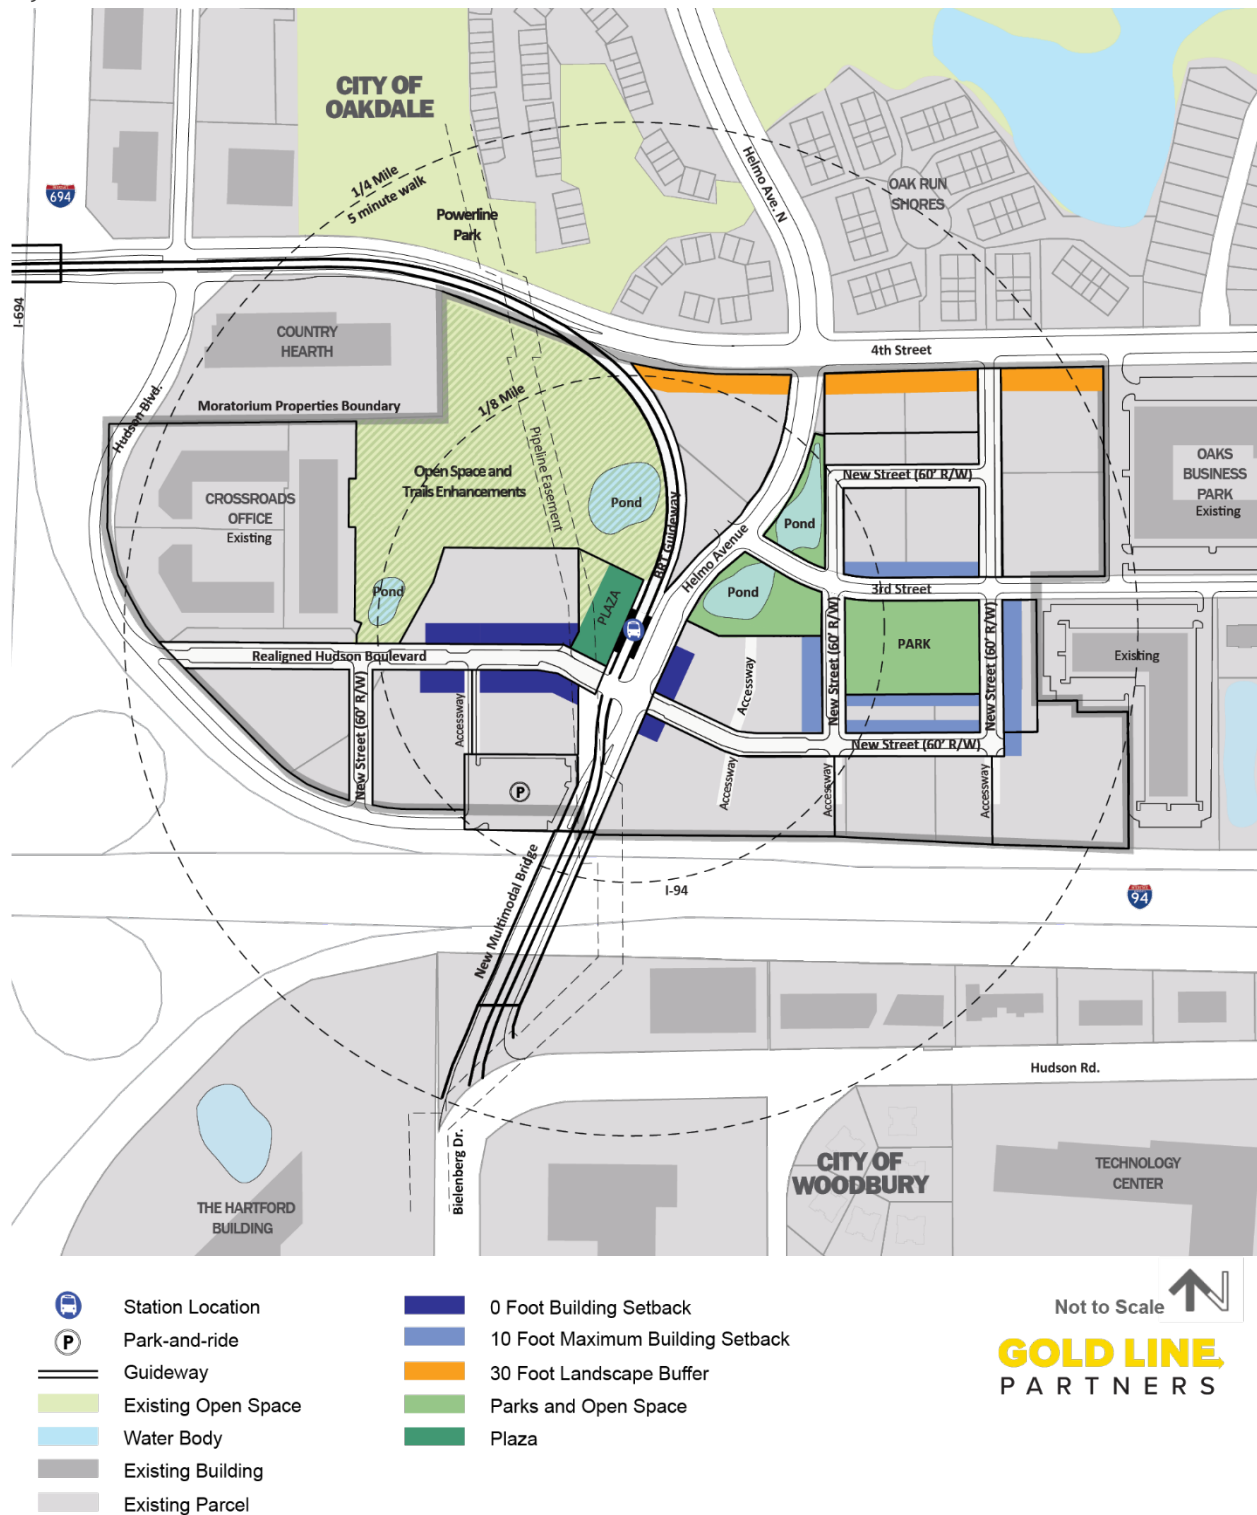 CITY OF
OAKDALE
694
1/4 Mile
5 minute walk
Powerline
Park
Helmo Ave. N
OAK RUN
SHORES
I-694
COUNTRY
HEARTH
4th Street
Hudson Blvd.
Moratorium Properties Boundary
1/8 Mile
Pipeline Easement
Open Space and
Trails Enhancements
Pond
BRT Guideway
New Street (60' R/W)
OAKS
BUSINESS
PARK
Existing
CROSSROADS
OFFICE
Existing
Pond
Helmo Avenue
Pond
Pond
3rd Street
PLAZA
PARK
New Street (60' R/W)
New Street (60' R/W)
Existing
Realigned Hudson Boulevard
Accessway
New Street (60' R/W)
Accessway
New Street (60' R/W)
P
Accessway
Accessway
Accessway
New Multimodal Bridge
I-94
94
Hudson Rd.
Bielenberg Dr.
CITY OF
WOODBURY
TECHNOLOGY
CENTER
THE HARTFORD
BUILDING
Station Location
P Park-and-ride
Guideway
Existing Open Space
Water Body
Existing Building
Existing Parcel
0 Foot Building Setback
10 Foot Maximum Building Setback
30 Foot Landscape Buffer
Parks and Open Space
Plaza
N
Not to Scale
GOLD LINE
PARTNERS